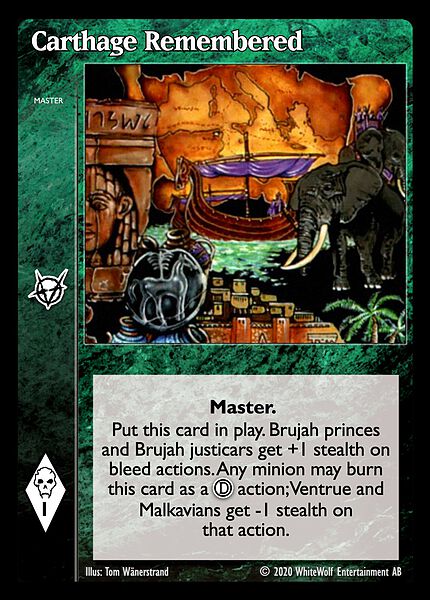 Carthage Remembered
MASTER
1
Master.
Put this card in play. Brujah princes
and Brujah justicars get +1 stealth on
bleed actions. Any minion may burn
this card as a Ⓓ action; Ventrue and
Malkavians get -1 stealth on
that action.
Illus: Tom Wänerstrand
© 2020 WhiteWolf Entertainment AB